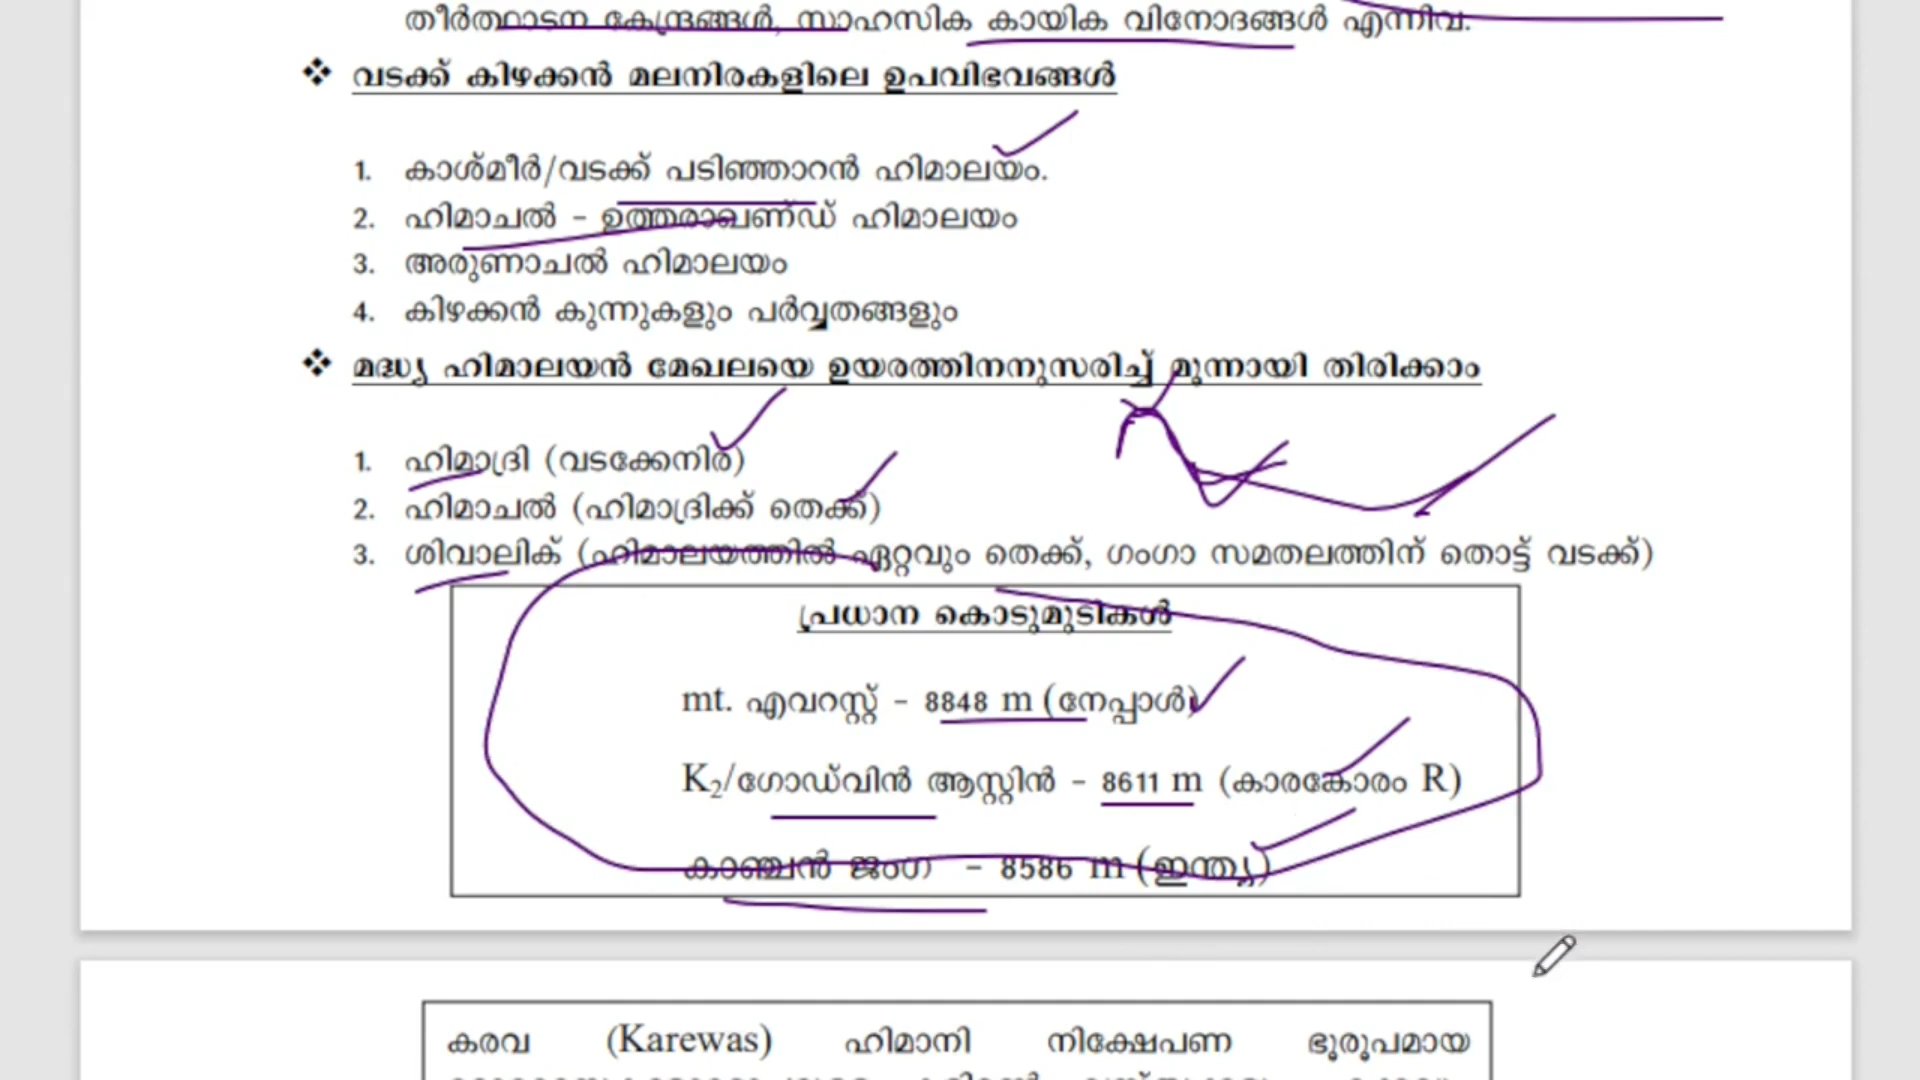 തീർത്ഥാടന കേന്ദ്രങ്ങൾ, സാഹസിക കായിക വിനോദങ്ങൾ എന്നിവ.
❖ വടക്ക് കിഴക്കൻ മലനിരകളിലെ ഉപവിഭവങ്ങൾ
1. കാശ്മീർ/വടക്ക് പടിഞ്ഞാറൻ ഹിമാലയം.
2. ഹിമാചൽ - ഉത്തരാഖണ്ഡ് ഹിമാലയം
3. അരുണാചൽ ഹിമാലയം
4. കിഴക്കൻ കുന്നുകളും പർവ്വതങ്ങളും
❖ മദ്ധ്യ ഹിമാലയൻ മേഖലയെ ഉയരത്തിനനുസരിച്ച് മൂന്നായി തിരിക്കാം
1. ഹിമാദ്രി (വടക്കേനിര)
2. ഹിമാചൽ (ഹിമാദ്രിക്ക് തെക്ക്)
3. ശിവാലിക് (ഹിമാലയത്തിൽ ഏറ്റവും തെക്ക്, ഗംഗാ സമതലത്തിന് തൊട്ട് വടക്ക്)
പ്രധാന കൊടുമുടികൾ
mt. എവറസ്റ്റ് - 8848 m (നേപ്പാൾ)
K₂/ഗോഡ്‌വിൻ ആസ്റ്റിൻ - 8611 m (കാരക്കോരം R)
കാഞ്ചൻ ജംഗ - 8586 m (ഇന്ത്യ)
കരവ (Karewas) ഹിമാനി നിക്ഷേപണ ഭൂരൂപമായ